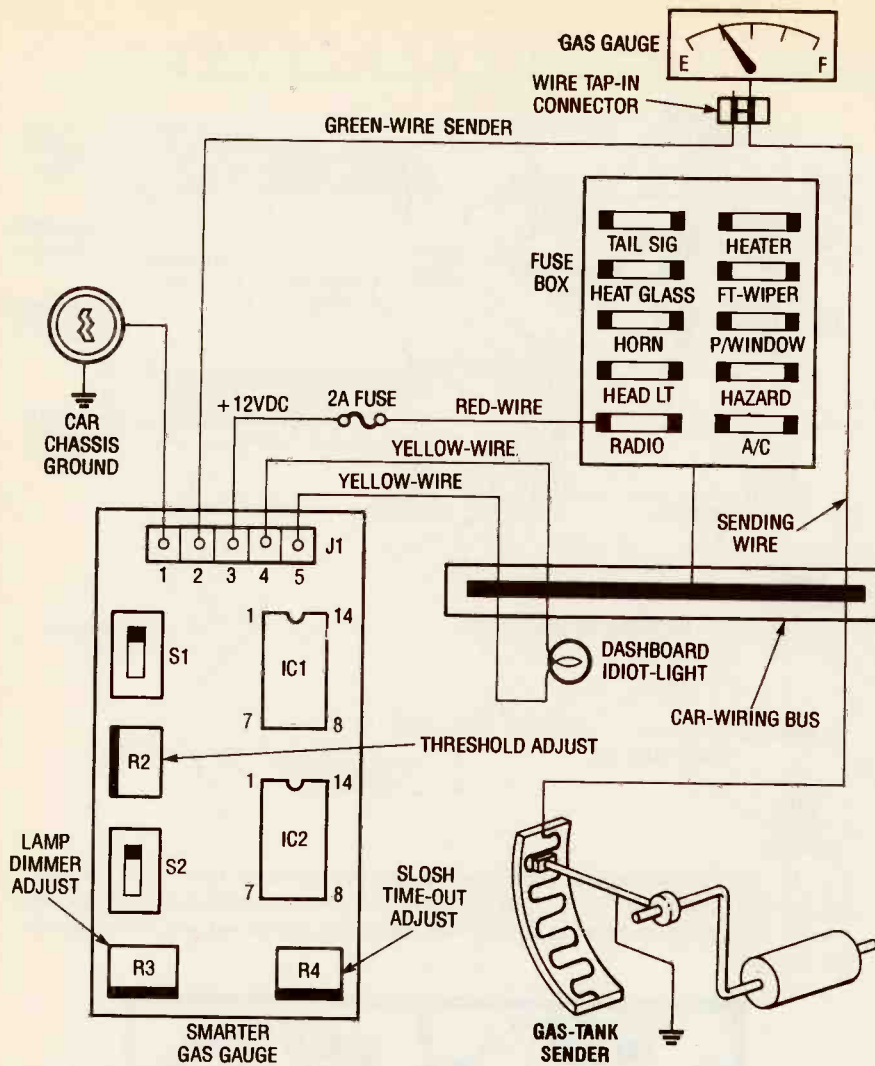 GAS GAUGE
E F
WIRE TAP-IN
CONNECTOR
GREEN-WIRE SENDER
FUSE
BOX
TAIL SIG HEATER
HEAT GLASS FT-WIPER
HORN P/WINDOW
HEAD LT HAZARD
RADIO A/C
CAR
CHASSIS
GROUND
+12VDC
2A FUSE
RED-WIRE
YELLOW-WIRE
YELLOW-WIRE
SENDING
WIRE
J1
1 2 3 4 5
S1
1 14
IC1
7 8
DASHBOARD
IDIOT-LIGHT
CAR-WIRING BUS
R2
THRESHOLD ADJUST
1 14
IC2
7 8
S2
LAMP
DIMMER
ADJUST
SLOSH
TIME-OUT
ADJUST
R3
R4
SMARTER
GAS GAUGE
GAS-TANK
SENDER